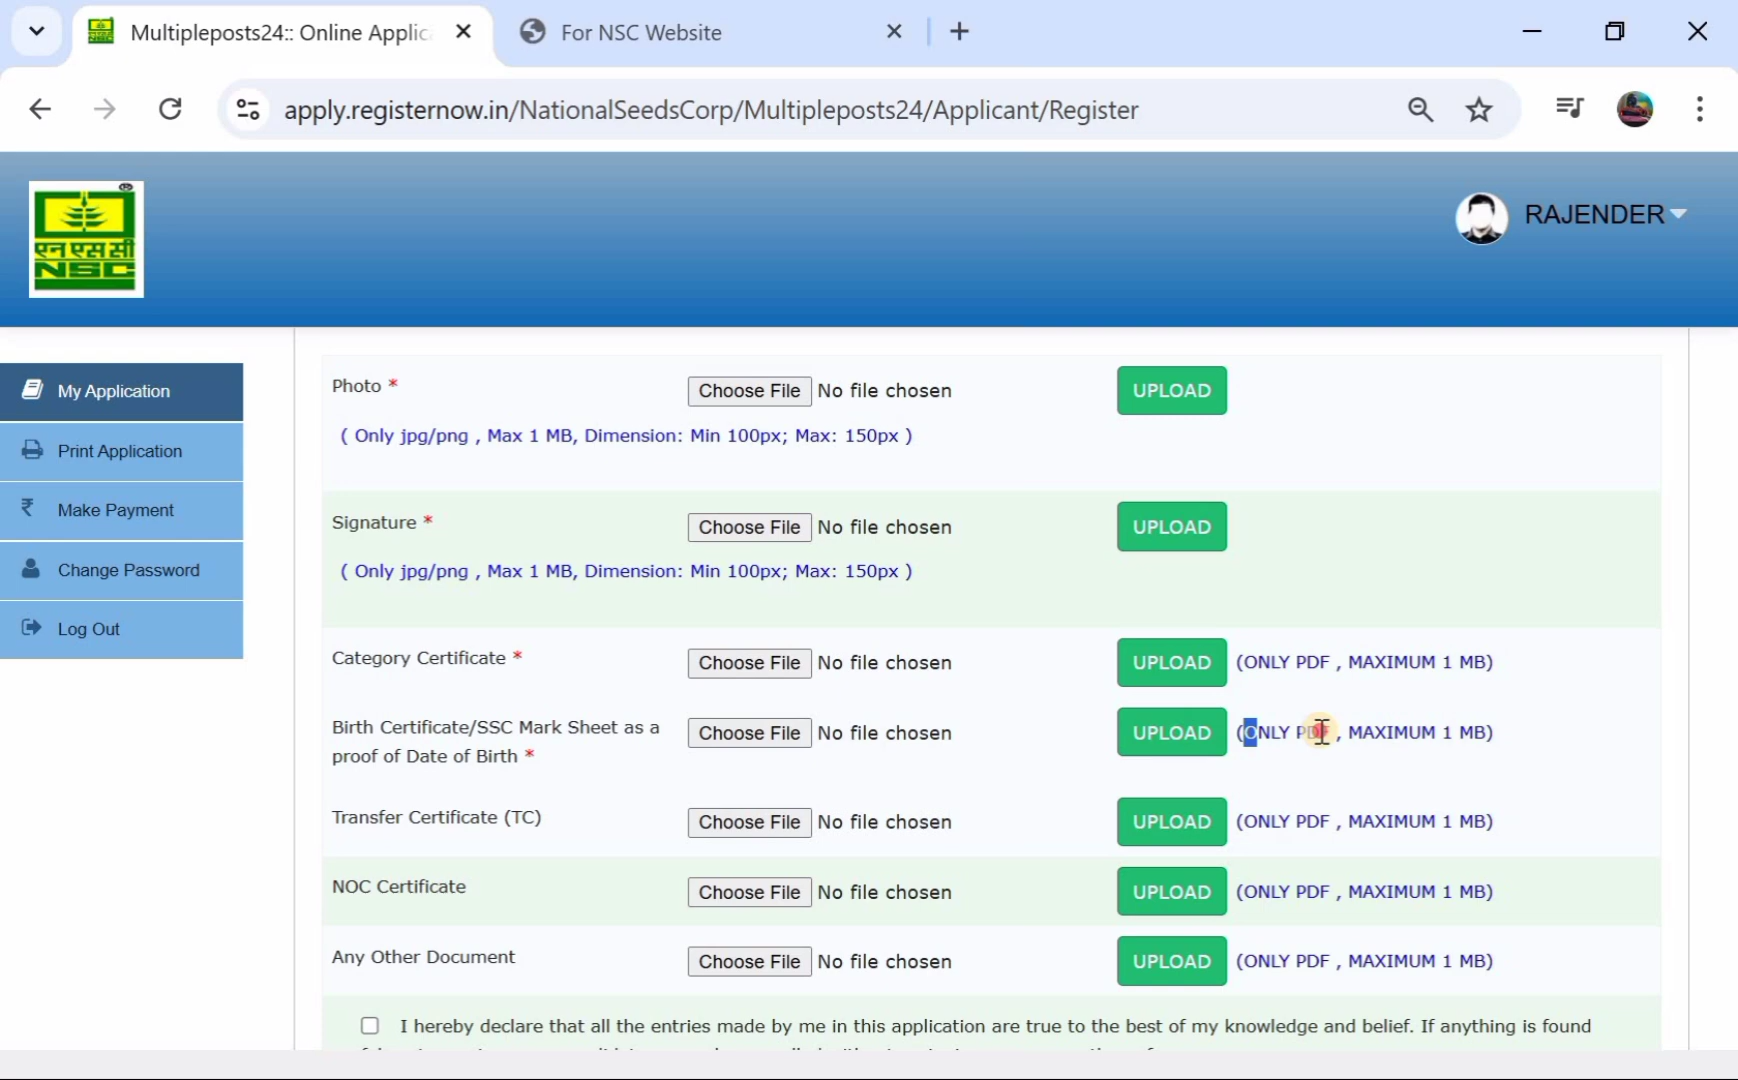 Multipleposts24:: Online Applic
For NSC Website
apply.registernow.in/NationalSeedsCorp/Multipleposts24/Applicant/Register
एन एस सी
NSC
RAJENDER
My Application
Print Application
Make Payment
Change Password
Log Out
Photo * Choose File No file chosen UPLOAD
( Only jpg/png , Max 1 MB, Dimension: Min 100px; Max: 150px )
Signature * Choose File No file chosen UPLOAD
( Only jpg/png , Max 1 MB, Dimension: Min 100px; Max: 150px )
Category Certificate * Choose File No file chosen UPLOAD (ONLY PDF , MAXIMUM 1 MB)
Birth Certificate/SSC Mark Sheet as a Choose File No file chosen UPLOAD (ONLY PDF , MAXIMUM 1 MB)
proof of Date of Birth *
Transfer Certificate (TC) Choose File No file chosen UPLOAD (ONLY PDF , MAXIMUM 1 MB)
NOC Certificate Choose File No file chosen UPLOAD (ONLY PDF , MAXIMUM 1 MB)
Any Other Document Choose File No file chosen UPLOAD (ONLY PDF , MAXIMUM 1 MB)
I hereby declare that all the entries made by me in this application are true to the best of my knowledge and belief. If anything is found